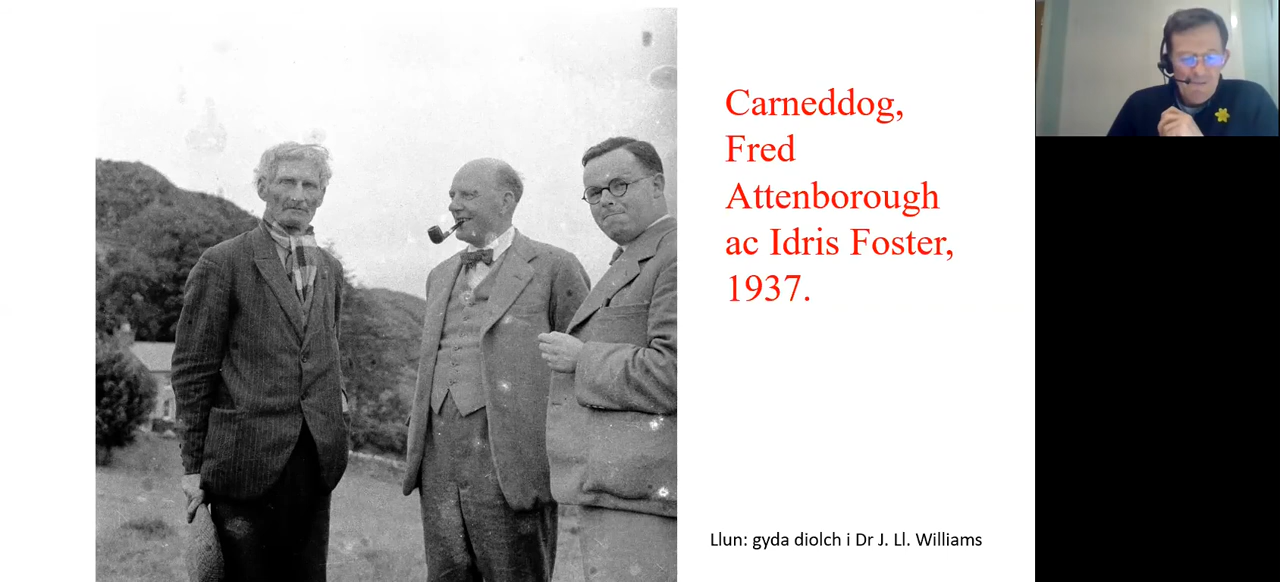 Carneddog,
Fred
Attenborough
ac Idris Foster,
1937.
Llun: gyda diolch i Dr J. Ll. Williams